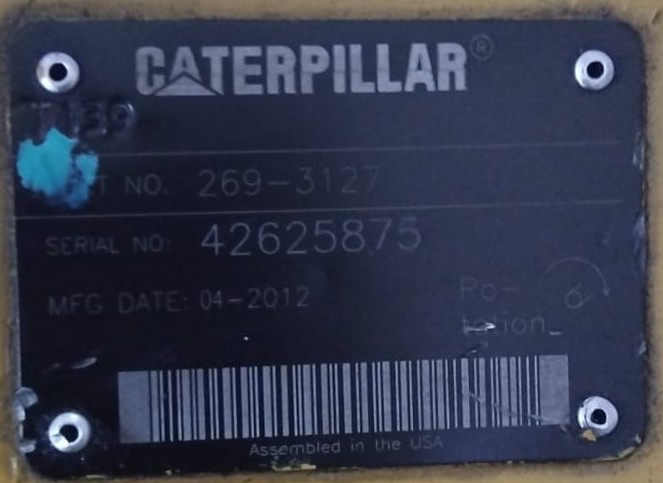 CATERPILLAR®
T139
T NO. 269-3127
SERIAL NO: 42625875
MFG DATE: 04-2012
Ro-
tation
Assembled in the USA